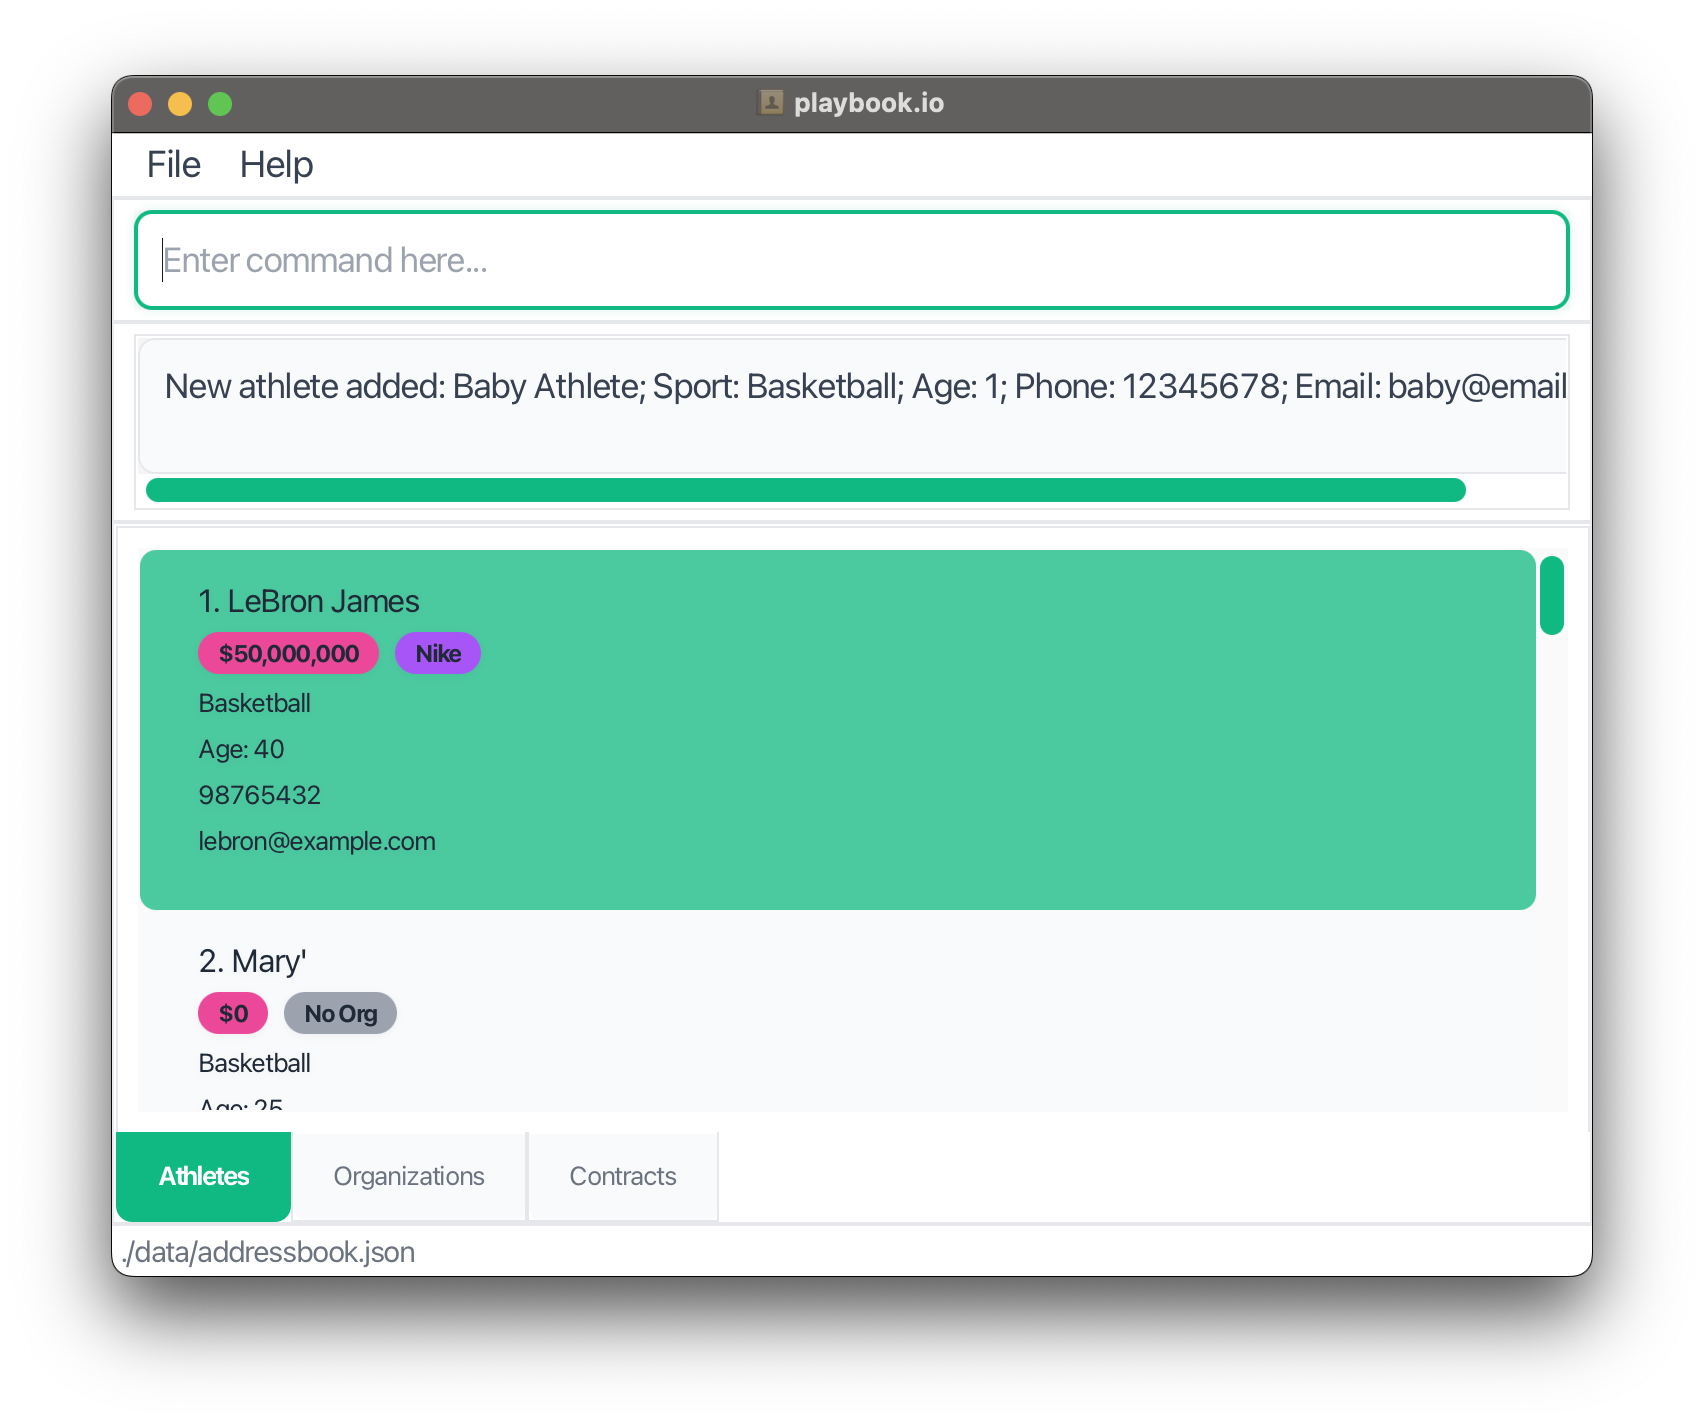 playbook.io
File Help
Enter command here...
New athlete added: Baby Athlete; Sport: Basketball; Age: 1; Phone: 12345678; Email: baby@email
1. LeBron James
$50,000,000 Nike
Basketball
Age: 40
98765432
lebron@example.com
2. Mary'
$0 No Org
Basketball
Age: 25
Athletes Organizations Contracts
./data/addressbook.json